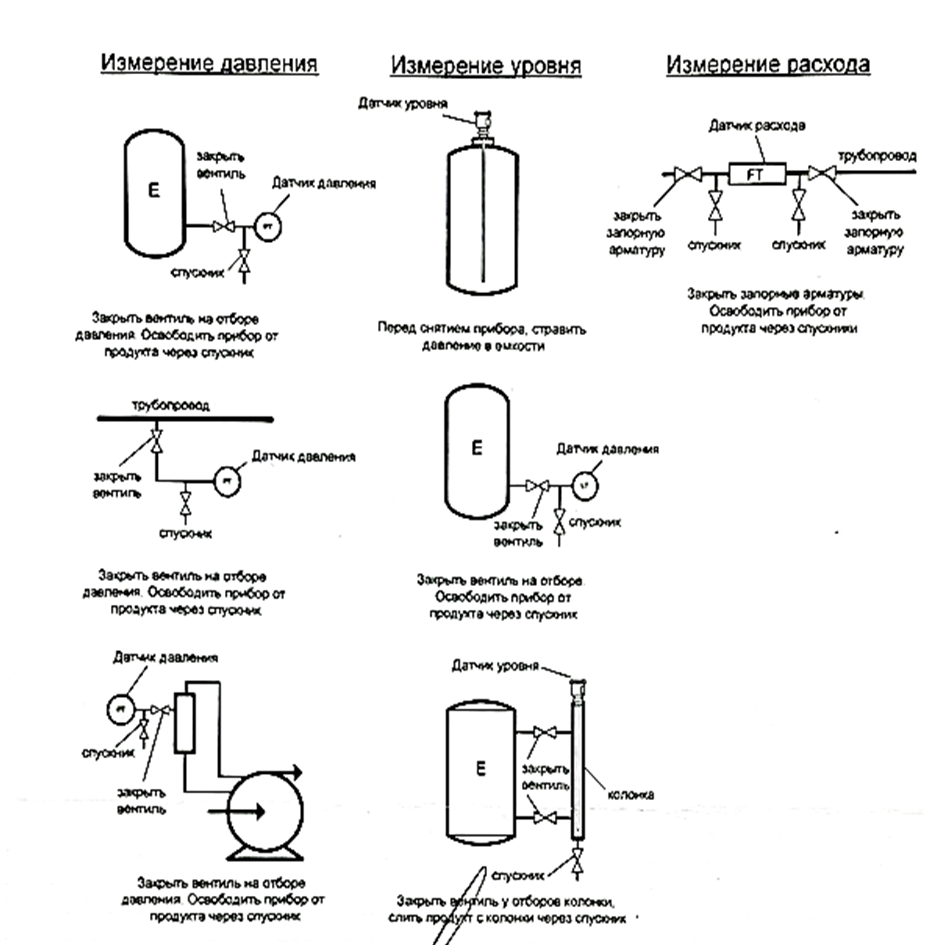 Измерение давления
закрыть
вентиль
Датчик давления
E
PT
спускник
Закрыть вентиль на отборе
давления. Освободить прибор от
продукта через спускник
трубопровод
Датчик давления
закрыть
вентиль
PT
спускник
Закрыть вентиль на отборе
давления. Освободить прибор от
продукта через спускник
Датчик давления
PT
спускник
закрыть
вентиль
Закрыть вентиль на отборе
давления. Освободить прибор от
продукта через спускник
Измерение уровня
Датчик уровня
Перед снятием прибора, стравить
давление в емкости
E
Датчик давления
LT
закрыть
вентиль
спускник
Закрыть вентиль на отборе.
Освободить прибор от
продукта через спускник
Датчик уровня
E
закрыть
вентиль
колонка
спускник
Закрыть вентиль у отборов колонки,
слить продукт с колонки через спускник
Измерение расхода
Датчик расхода
трубопровод
FT
закрыть
запорную
арматуру
спускник
спускник
закрыть
запорную
арматуру
Закрыть запорные арматуры.
Освободить прибор от
продукта через спускники